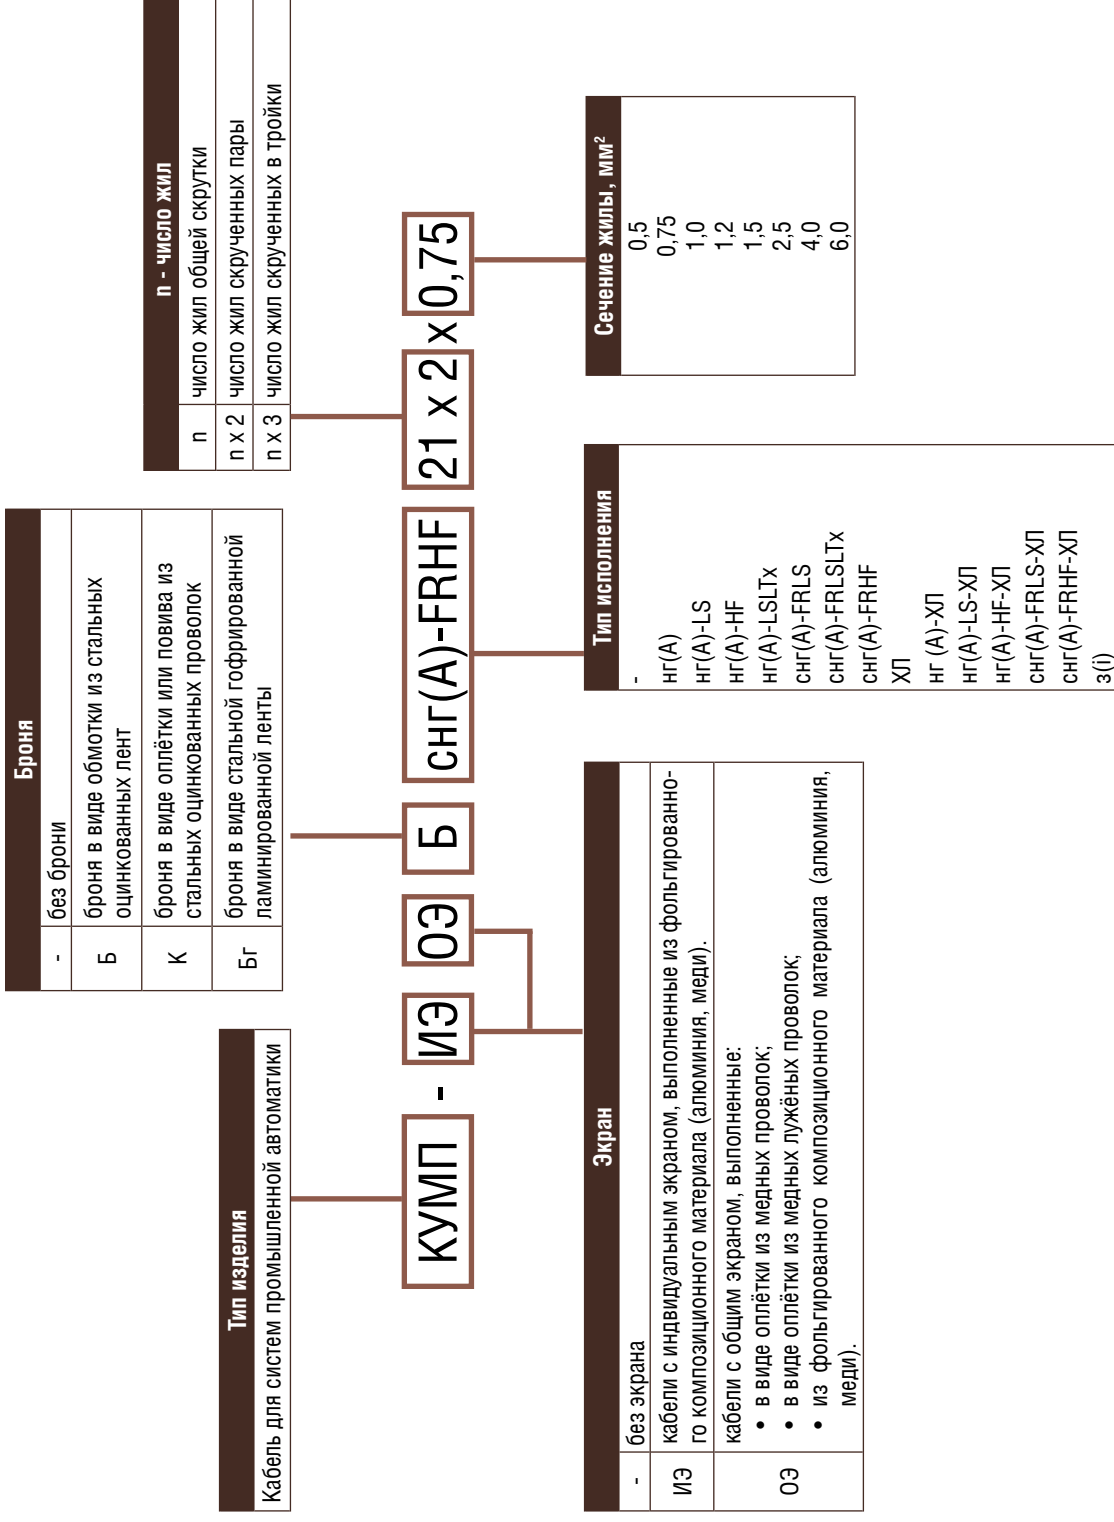 Тип изделия
Кабель для систем промышленной автоматики
Броня
- без брони
Б броня в виде обмотки из стальных
оцинкованных лент
К броня в виде оплётки или повива из
стальных оцинкованных проволок
Бг броня в виде стальной гофрированной
ламинированной ленты
n - число жил
n число жил общей скрутки
n x 2 число жил скрученных пары
n x 3 число жил скрученных в тройки
КУМП - ИЭ ОЭ Б снг(А)-FRHF 21 x 2 x 0,75
Экран
- без экрана
ИЭ кабели с индвидуальным экраном, выполненные из фольгированно-
го композиционного материала (алюминия, меди).
ОЭ кабели с общим экраном, выполненные:
• в виде оплётки из медных проволок;
• в виде оплётки из медных лужёных проволок;
• из фольгированного композиционного материала (алюминия,
меди).
Тип исполнения
-
нг(А)
нг(А)-LS
нг(А)-HF
нг(А)-LSLTx
снг(А)-FRLS
снг(А)-FRLSLTx
снг(А)-FRHF
ХЛ
нг (А)-ХЛ
нг(А)-LS-ХЛ
нг(А)-HF-ХЛ
снг(А)-FRLS-ХЛ
снг(А)-FRHF-ХЛ
з(i)
Сечение жилы, мм²
0,5
0,75
1,0
1,2
1,5
2,5
4,0
6,0